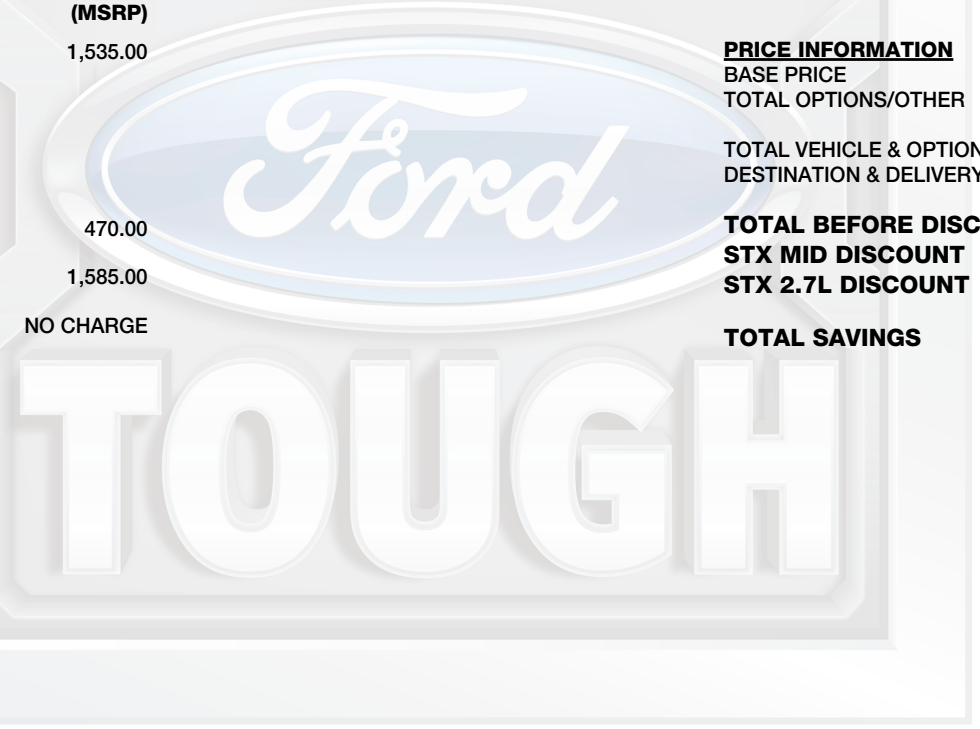 (MSRP)
1,535.00
470.00
1,585.00
NO CHARGE
PRICE INFORMATION
BASE PRICE
TOTAL OPTIONS/OTHER
TOTAL VEHICLE & OPTION
DESTINATION & DELIVERY
TOTAL BEFORE DISC
STX MID DISCOUNT
STX 2.7L DISCOUNT
TOTAL SAVINGS
Ford
TOUGH